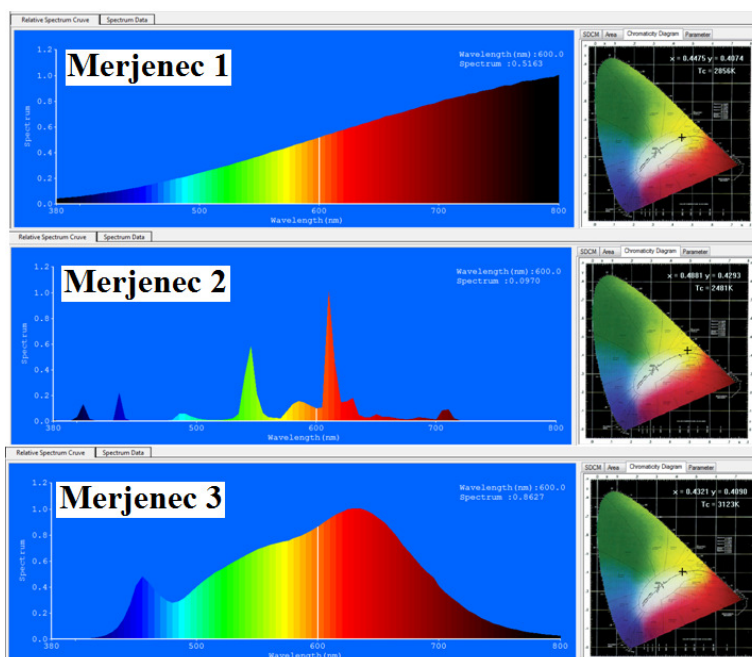 Relative Spectrum Cruve Spectrum Data
Merjenec 1
Wavelength(nm):600.0
Spectrum :0.5163
1.2
1.0
0.8
0.6
0.4
0.2
0.0
Spectrum
380 500 600 700 800
Wavelength(nm)
SDCM Area Chromaticity Diagram Parameter
x = 0.4475 y = 0.4074
Tc = 2856K
Relative Spectrum Cruve Spectrum Data
Merjenec 2
Wavelength(nm):600.0
Spectrum :0.0970
1.2
1.0
0.8
0.6
0.4
0.2
0.0
Spectrum
380 500 600 700 800
Wavelength(nm)
SDCM Area Chromaticity Diagram Parameter
x = 0.4881 y = 0.4293
Tc = 2481K
Relative Spectrum Cruve Spectrum Data
Merjenec 3
Wavelength(nm):600.0
Spectrum :0.8627
1.2
1.0
0.8
0.6
0.4
0.2
0.0
Spectrum
380 500 600 700 800
Wavelength(nm)
SDCM Area Chromaticity Diagram Parameter
x = 0.4321 y = 0.4090
Tc = 3123K